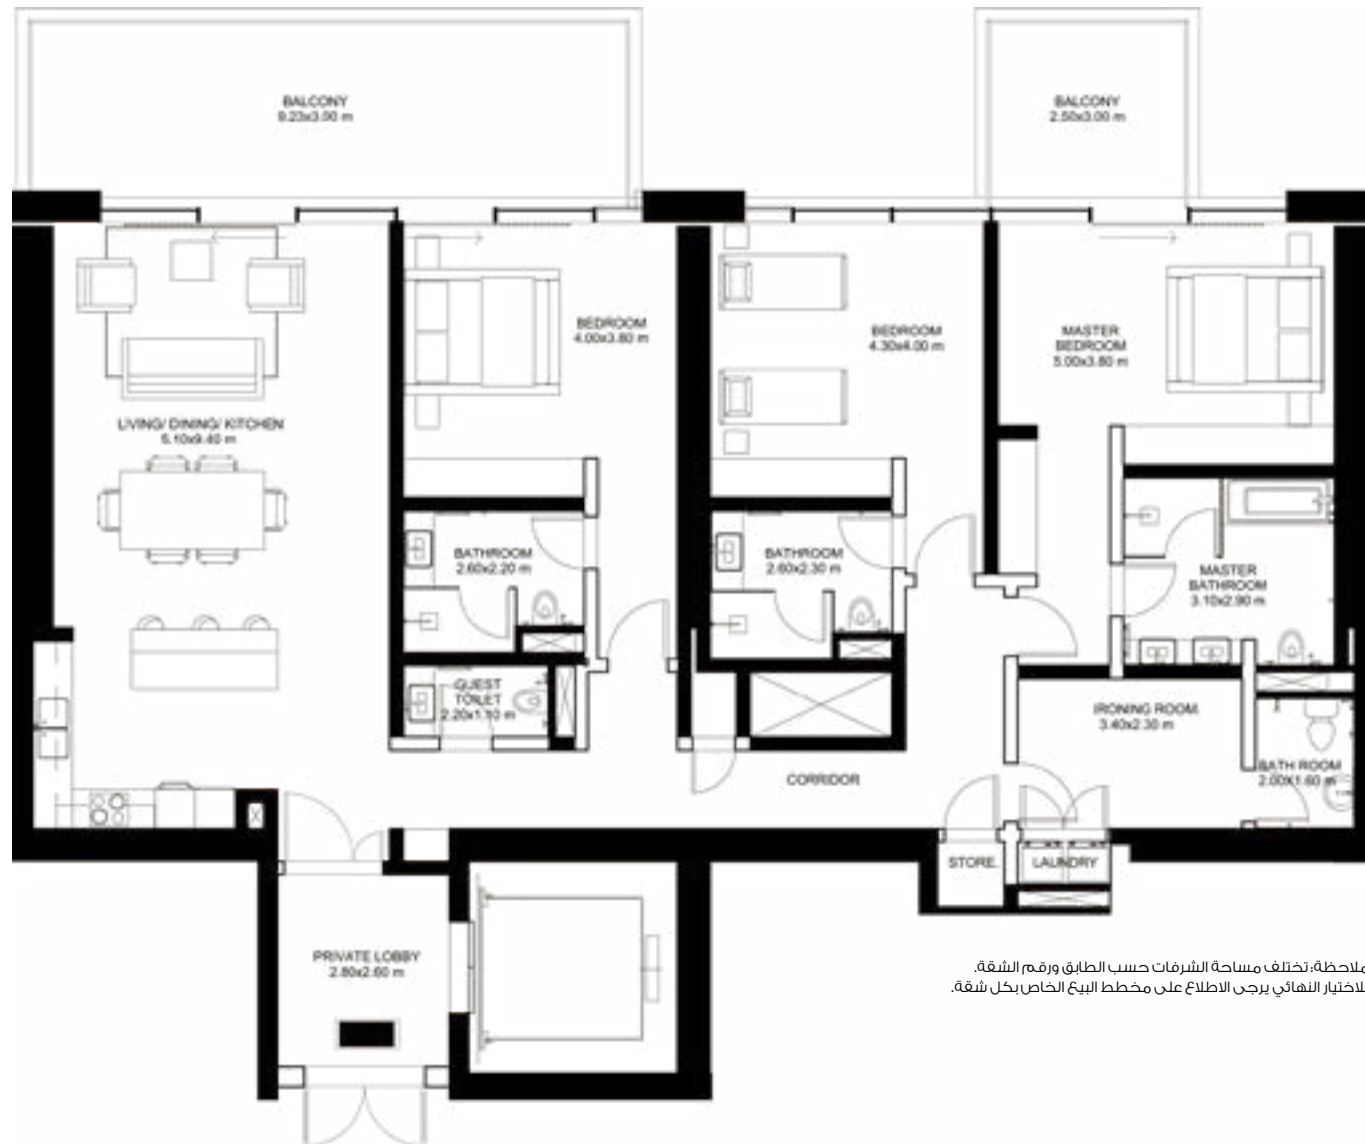 BALCONY
9.23x3.00 m
BALCONY
2.50x3.00 m
BEDROOM
4.00x3.80 m
BEDROOM
4.30x4.00 m
MASTER
BEDROOM
5.00x3.80 m
LIVING/ DINING/ KITCHEN
5.10x9.40 m
BATHROOM
2.60x2.20 m
BATHROOM
2.60x2.30 m
MASTER
BATHROOM
3.10x2.90 m
GUEST
TOILET
2.20x1.10 m
IRONING ROOM
3.40x2.30 m
BATH ROOM
2.00X1.60 m
CORRIDOR
STORE
LAUNDRY
PRIVATE LOBBY
2.80x2.60 m
ملاحظة: تختلف مساحة الشرفات حسب الطابق ورقم الشقة.
للاختيار النهائي يرجى الاطلاع على مخطط البيع الخاص بكل شقة.